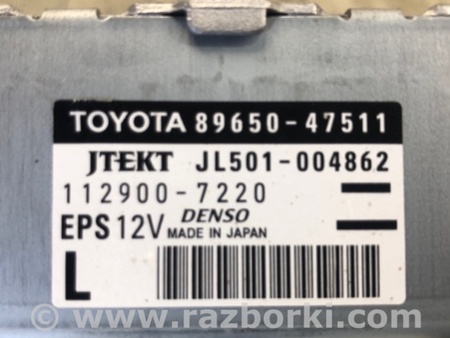 TOYOTA 89650-47511
JTEKT JL501-004862
112900-7220
EPS 12V DENSO
MADE IN JAPAN
L
© www.razborki.com